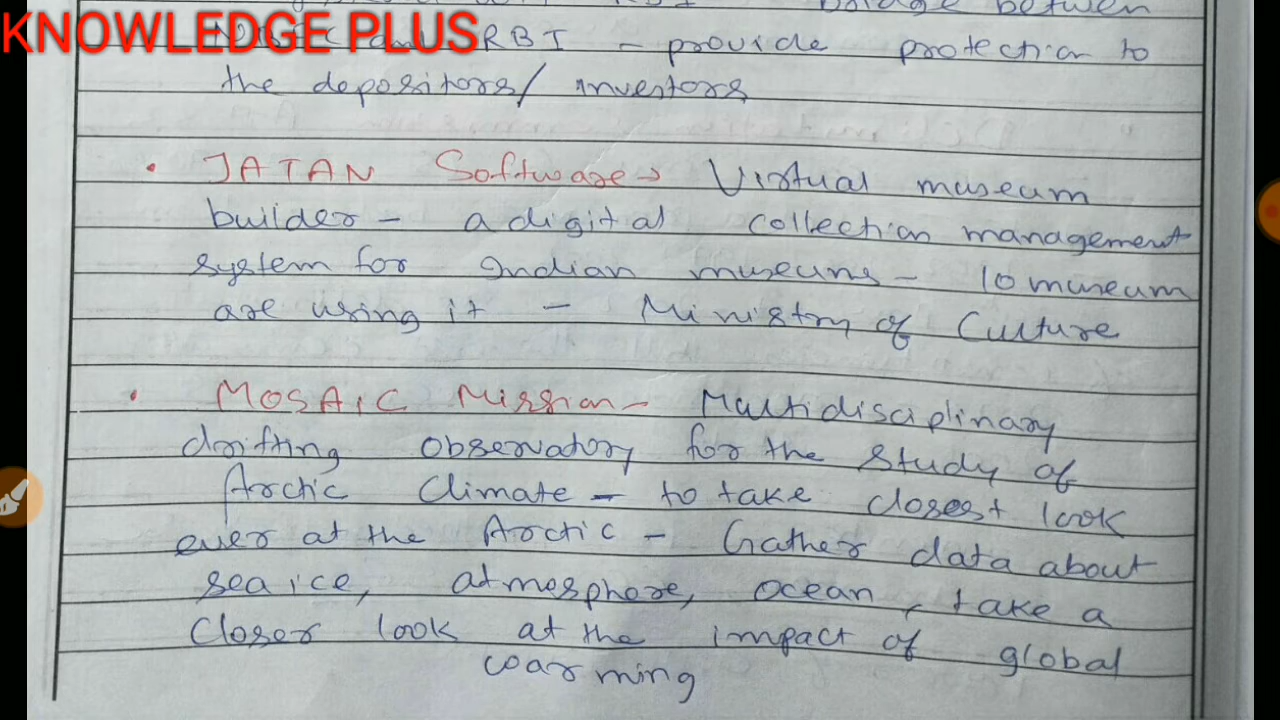 KNOWLEDGE PLUS
between
RBI - provide protection to
the depositors/ investors
• JATAN Software → Virtual museum
builder - a digital collection management
system for Indian museums - 10 museum
are using it - Ministry of Culture
• MOSAIC Mission - Multidisciplinary
drifting observatory for the study of
Arctic Climate - to take closest look
ever at the Arctic - Gather data about
sea ice, atmosphere, ocean, take a
closer look at the impact of global
warming